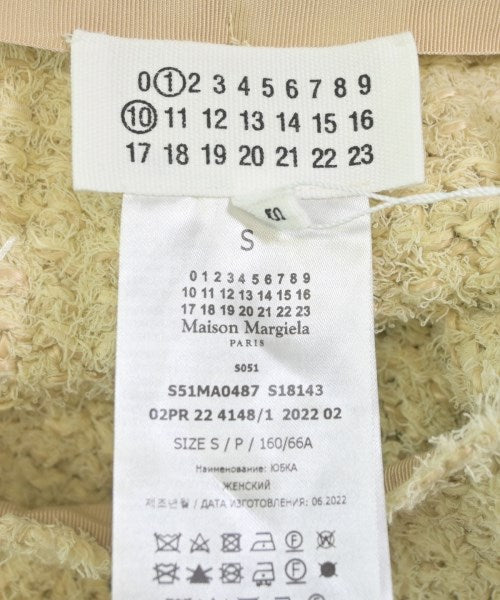 0 1 2 3 4 5 6 7 8 9
10 11 12 13 14 15 16
17 18 19 20 21 22 23
S
0 1 2 3 4 5 6 7 8 9
10 11 12 13 14 15 16
17 18 19 20 21 22 23
Maison Margiela
PARIS
S051
S51MA0487 S18143
02PR 22 4148/1 2022 02
SIZE S / P / 160/66A
Наименование: ЮБКА
ЖЕНСКИЙ
제조년월 / ДАТА ИЗГОТОВЛЕНИЯ: 06.2022